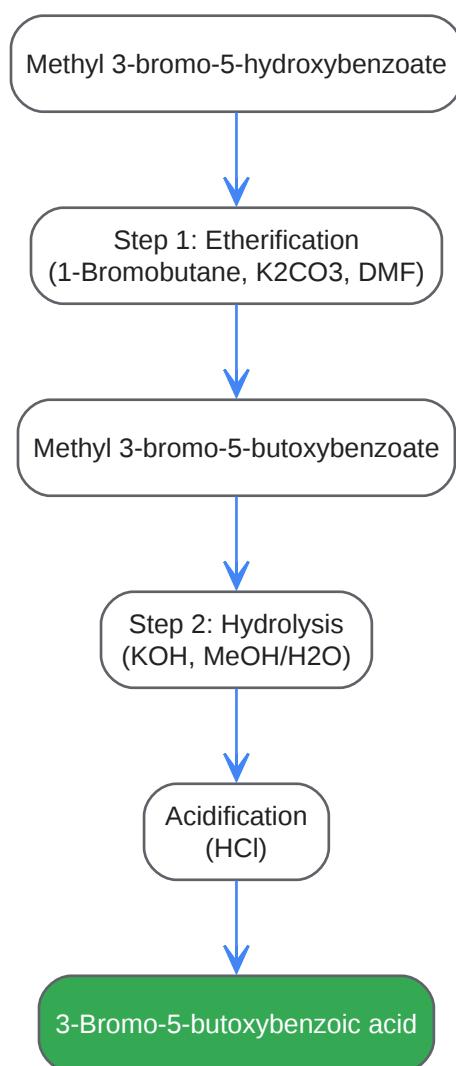 Methyl 3-bromo-5-hydroxybenzoate
Step 1: Etherification
(1-Bromobutane, K2CO3, DMF)
Methyl 3-bromo-5-butoxybenzoate
Step 2: Hydrolysis
(KOH, MeOH/H2O)
Acidification
(HCl)
3-Bromo-5-butoxybenzoic acid